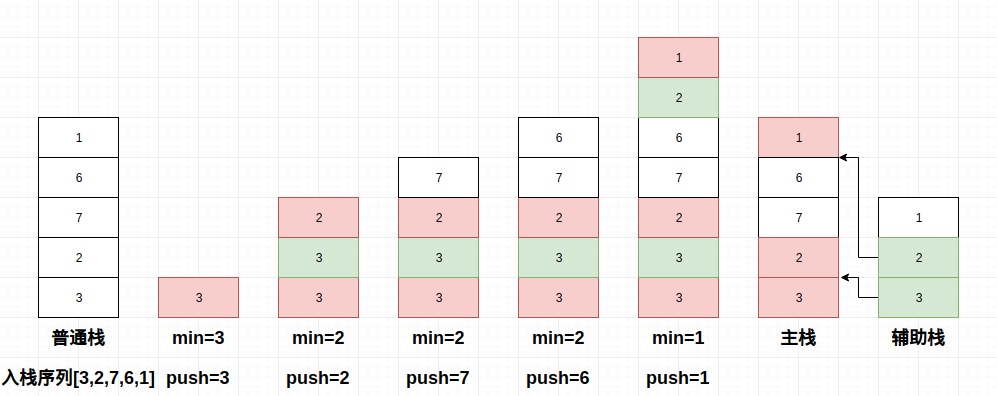 1
1 2
1 6 6 6 1
6 7 7 7 6
7 2 2 2 2 7 1
2 3 3 3 3 2 2
3 3 3 3 3 3 3 3
普通栈 min=3 min=2 min=2 min=2 min=1 主栈 辅助栈
入栈序列[3,2,7,6,1] push=3 push=2 push=7 push=6 push=1